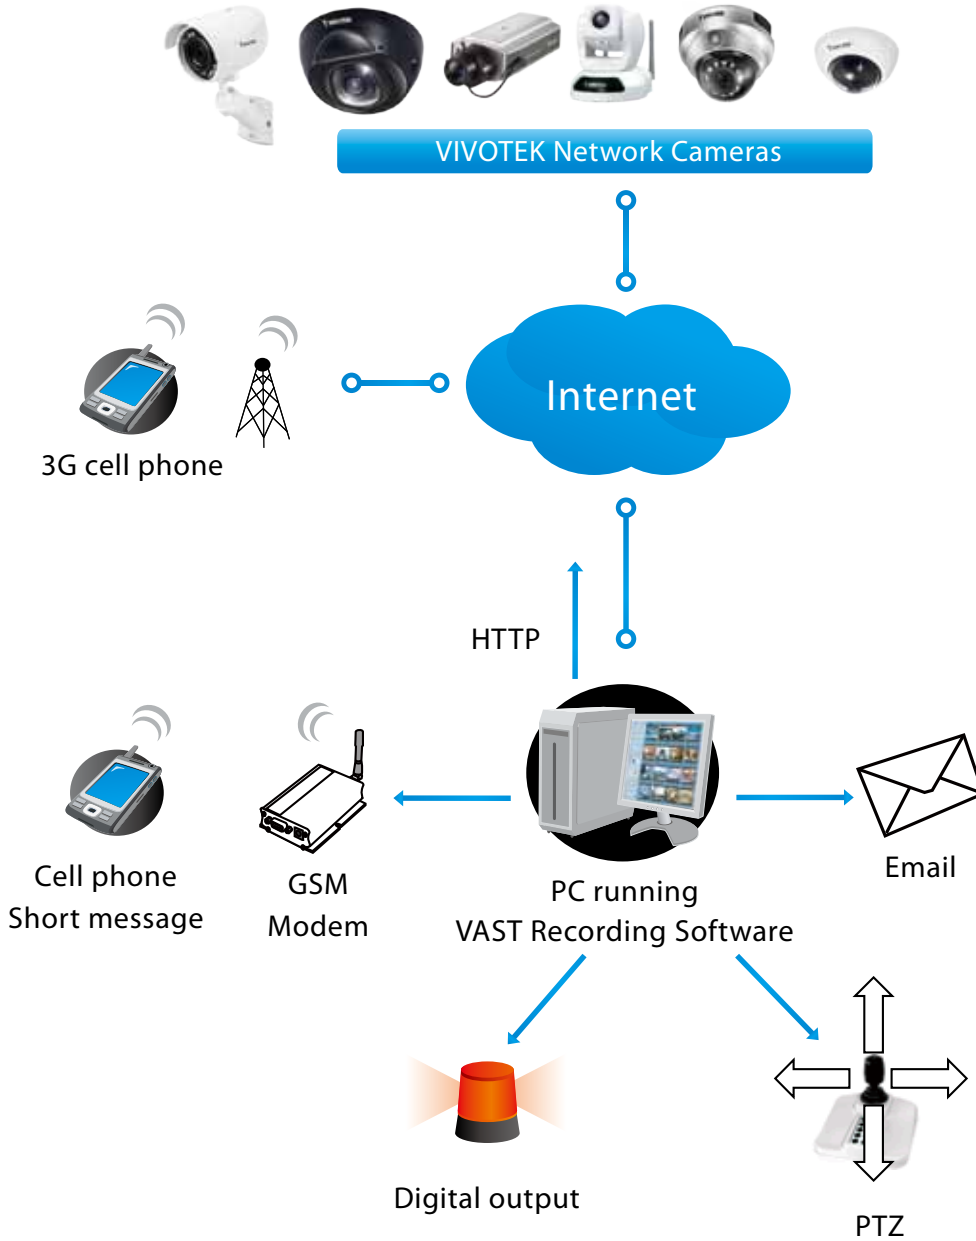 VIVOTEK Network Cameras
Internet
3G cell phone
HTTP
Cell phone
Short message
GSM
Modem
PC running
VAST Recording Software
Email
Digital output
PTZ